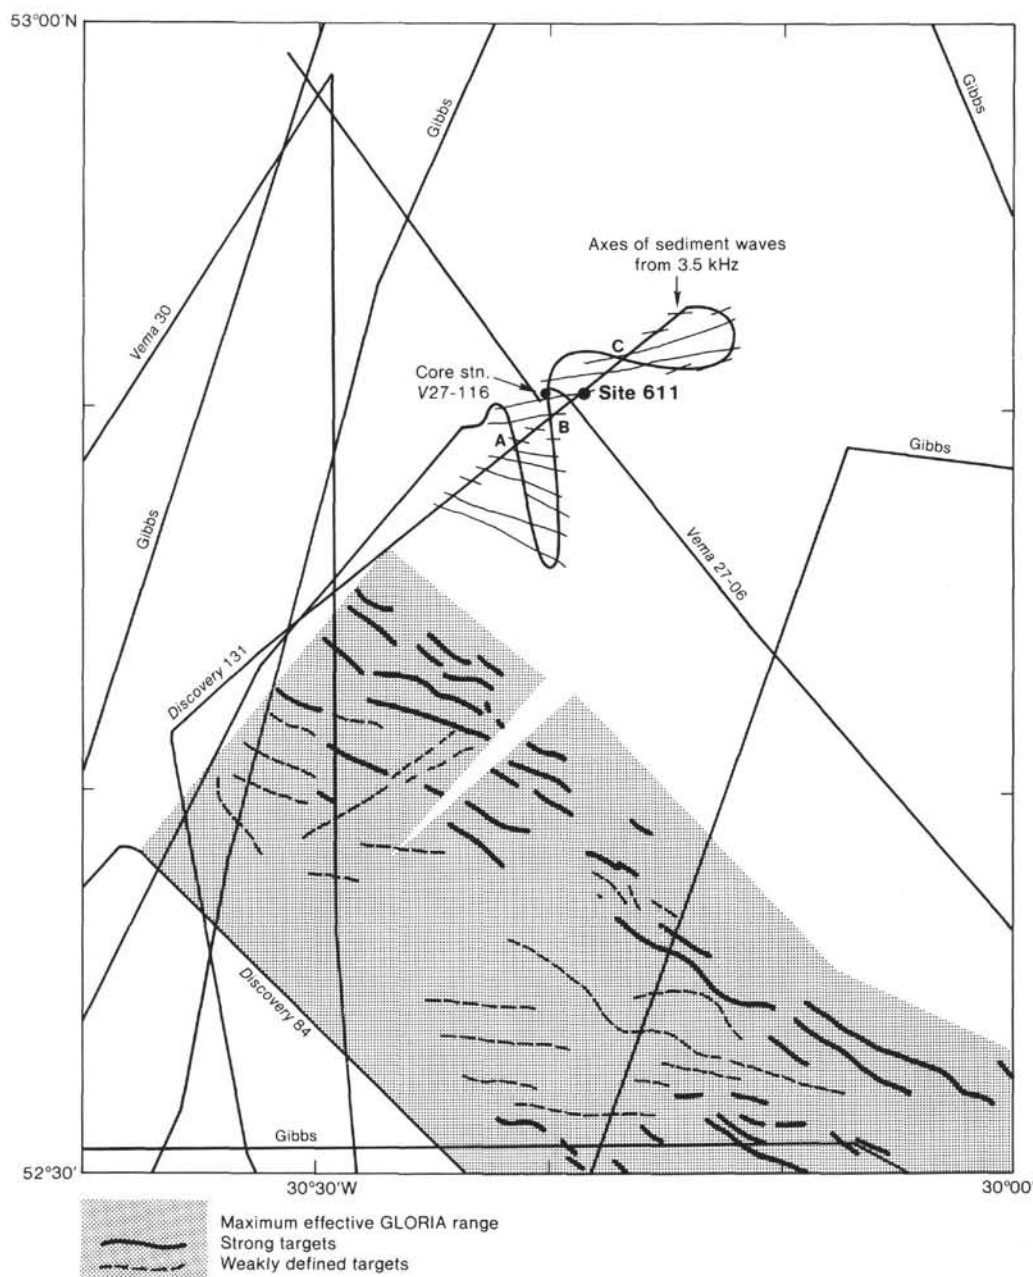 53°00'N
Gibbs
Gibbs
Axes of sediment waves
from 3.5 kHz
Vema 30
C
Core stn.
V27-116
Site 611
B
A
Gibbs
Gibbs
Vema 27-06
Discovery 131
Discovery 84
Gibbs
52°30'
30°30'W
30°00'
Maximum effective GLORIA range
Strong targets
Weakly defined targets